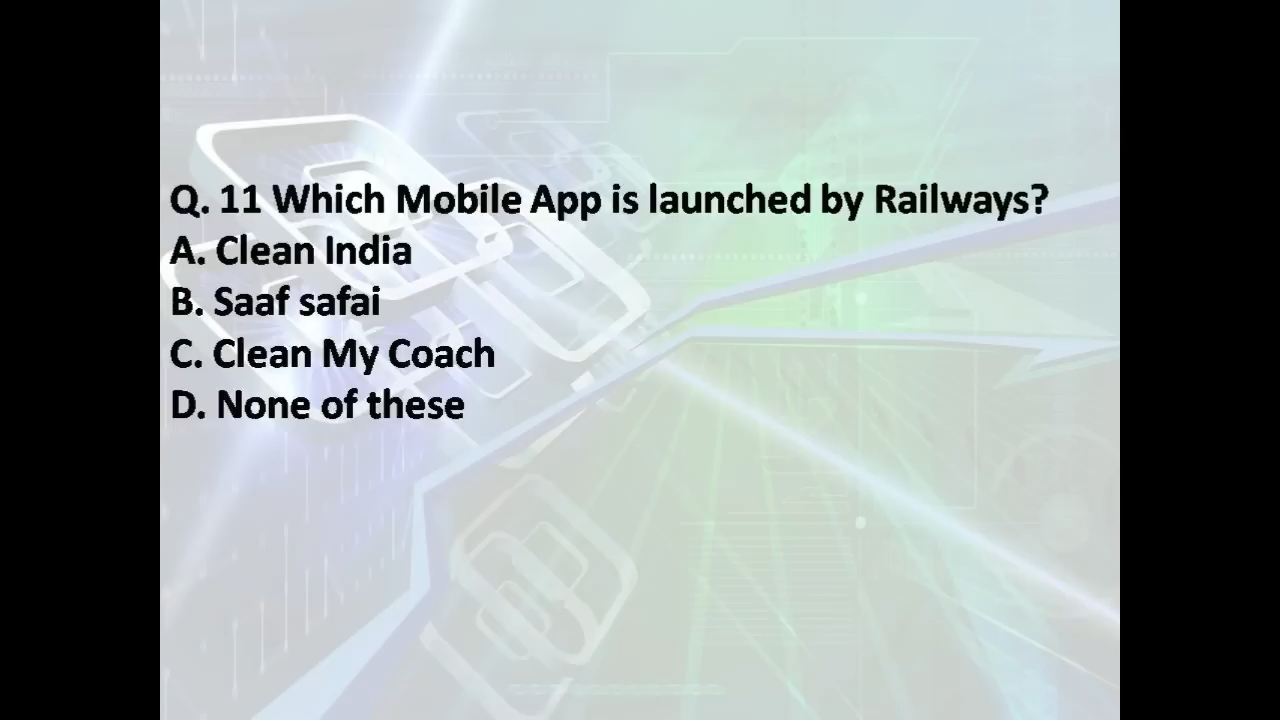 Q. 11 Which Mobile App is launched by Railways?
A. Clean India
B. Saaf safai
C. Clean My Coach
D. None of these